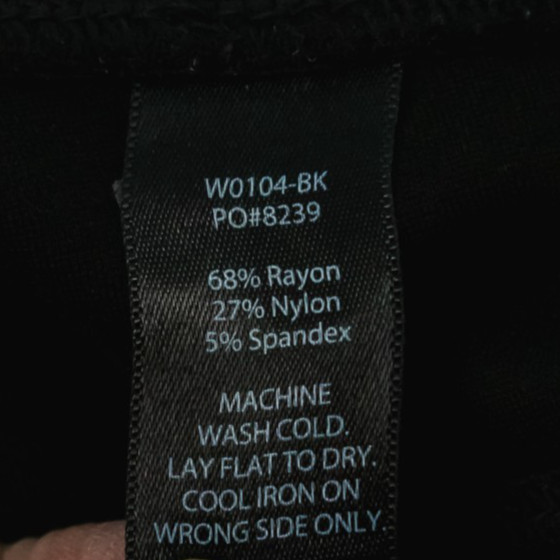 W0104-BK
PO#8239
68% Rayon
27% Nylon
5% Spandex
MACHINE
WASH COLD.
LAY FLAT TO DRY.
COOL IRON ON
WRONG SIDE ONLY.